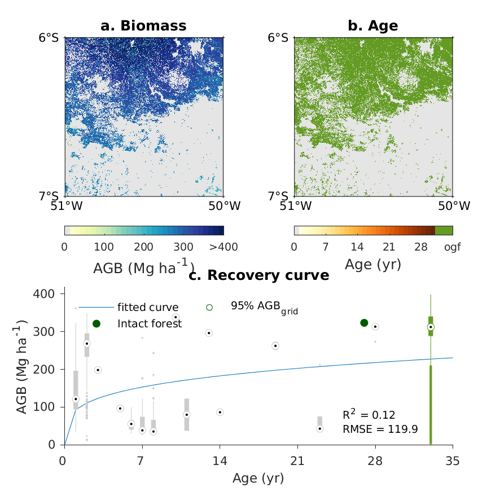 a. Biomass
b. Age
6°S
7°S
51°W
50°W
6°S
7°S
51°W
50°W
0 100 200 300 >400
AGB (Mg ha-1)
0 7 14 21 28 ogf
Age (yr)
c. Recovery curve
400
300
200
100
0
AGB (Mg ha-1)
fitted curve
95% AGBgrid
Intact forest
R2 = 0.12
RMSE = 119.9
0 7 14 21 28 35
Age (yr)